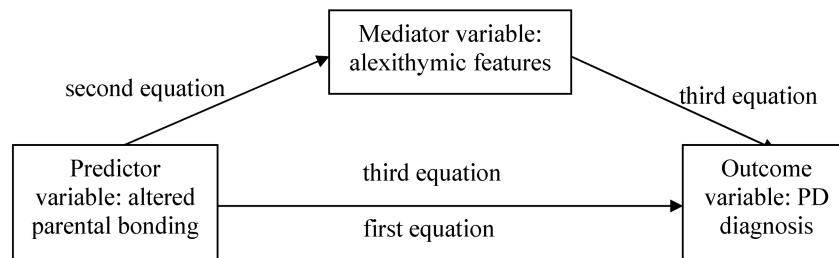 Mediator variable:
alexithymic features
second equation
third equation
Predictor
variable: altered
parental bonding
third equation
first equation
Outcome
variable: PD
diagnosis